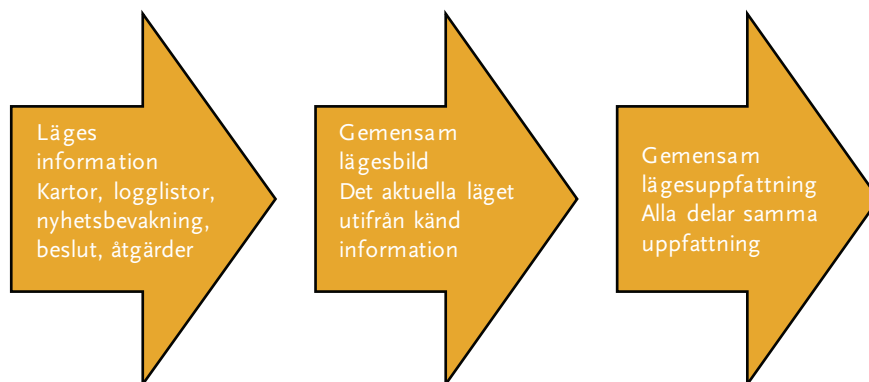 Läges
information
Kartor, logglistor,
nyhetsbevakning,
beslut, åtgärder
Gemensam
lägesbild
Det aktuella läget
utifrån känd
information
Gemensam
lägesuppfattning
Alla delar samma
uppfattning